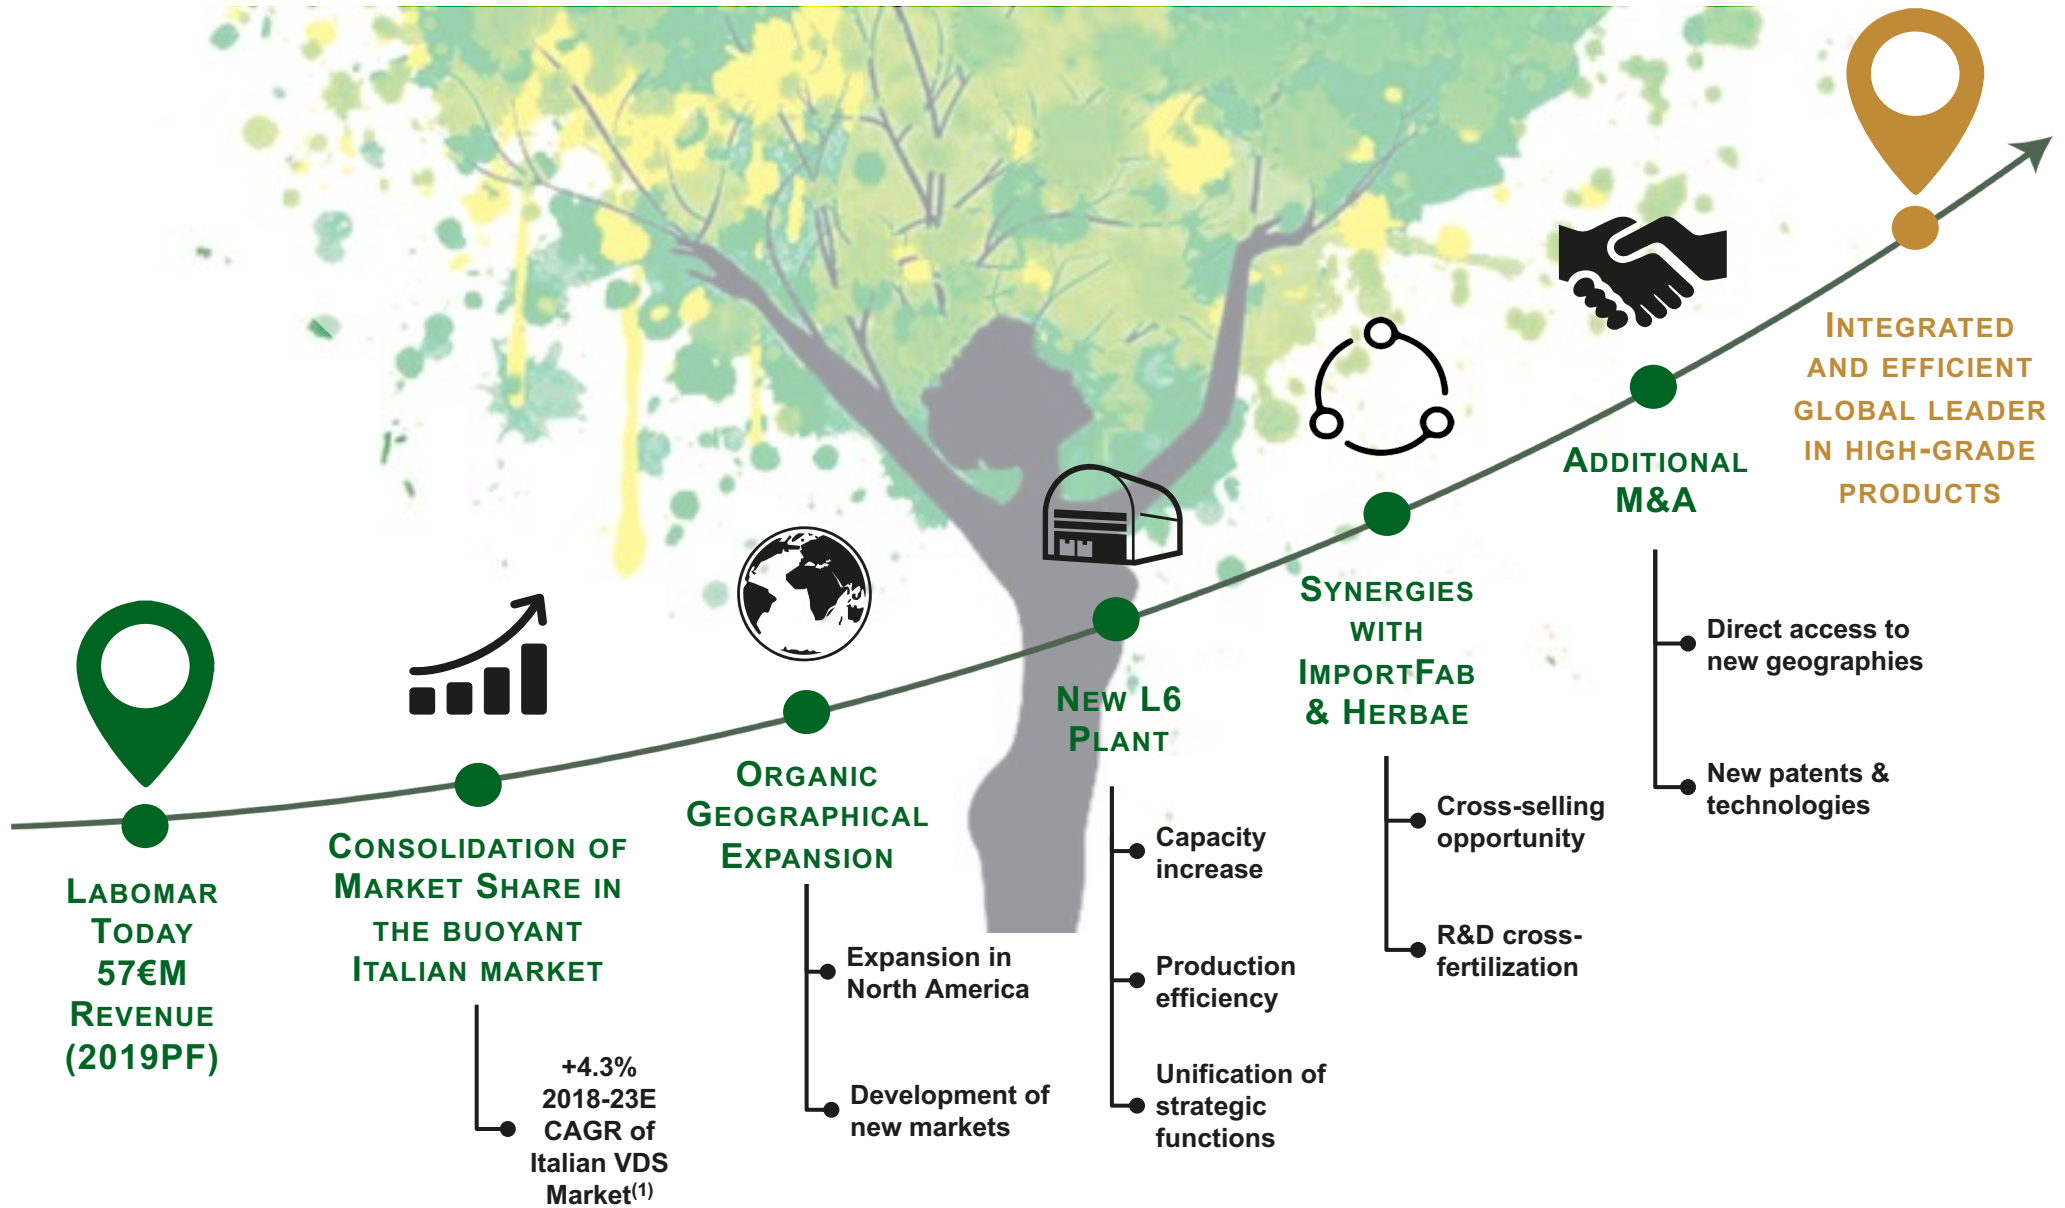 LABOMAR
TODAY
57€M
REVENUE
(2019PF)
CONSOLIDATION OF
MARKET SHARE IN
THE BUOYANT
ITALIAN MARKET
+4.3%
2018-23E
CAGR of
Italian VDS
Market(1)
ORGANIC
GEOGRAPHICAL
EXPANSION
Expansion in
North America
Development of
new markets
NEW L6
PLANT
Capacity
increase
Production
efficiency
Unification of
strategic
functions
SYNERGIES
WITH
IMPORTFAB
& HERBAE
Cross-selling
opportunity
R&D cross-
fertilization
ADDITIONAL
M&A
Direct access to
new geographies
New patents &
technologies
INTEGRATED
AND EFFICIENT
GLOBAL LEADER
IN HIGH-GRADE
PRODUCTS